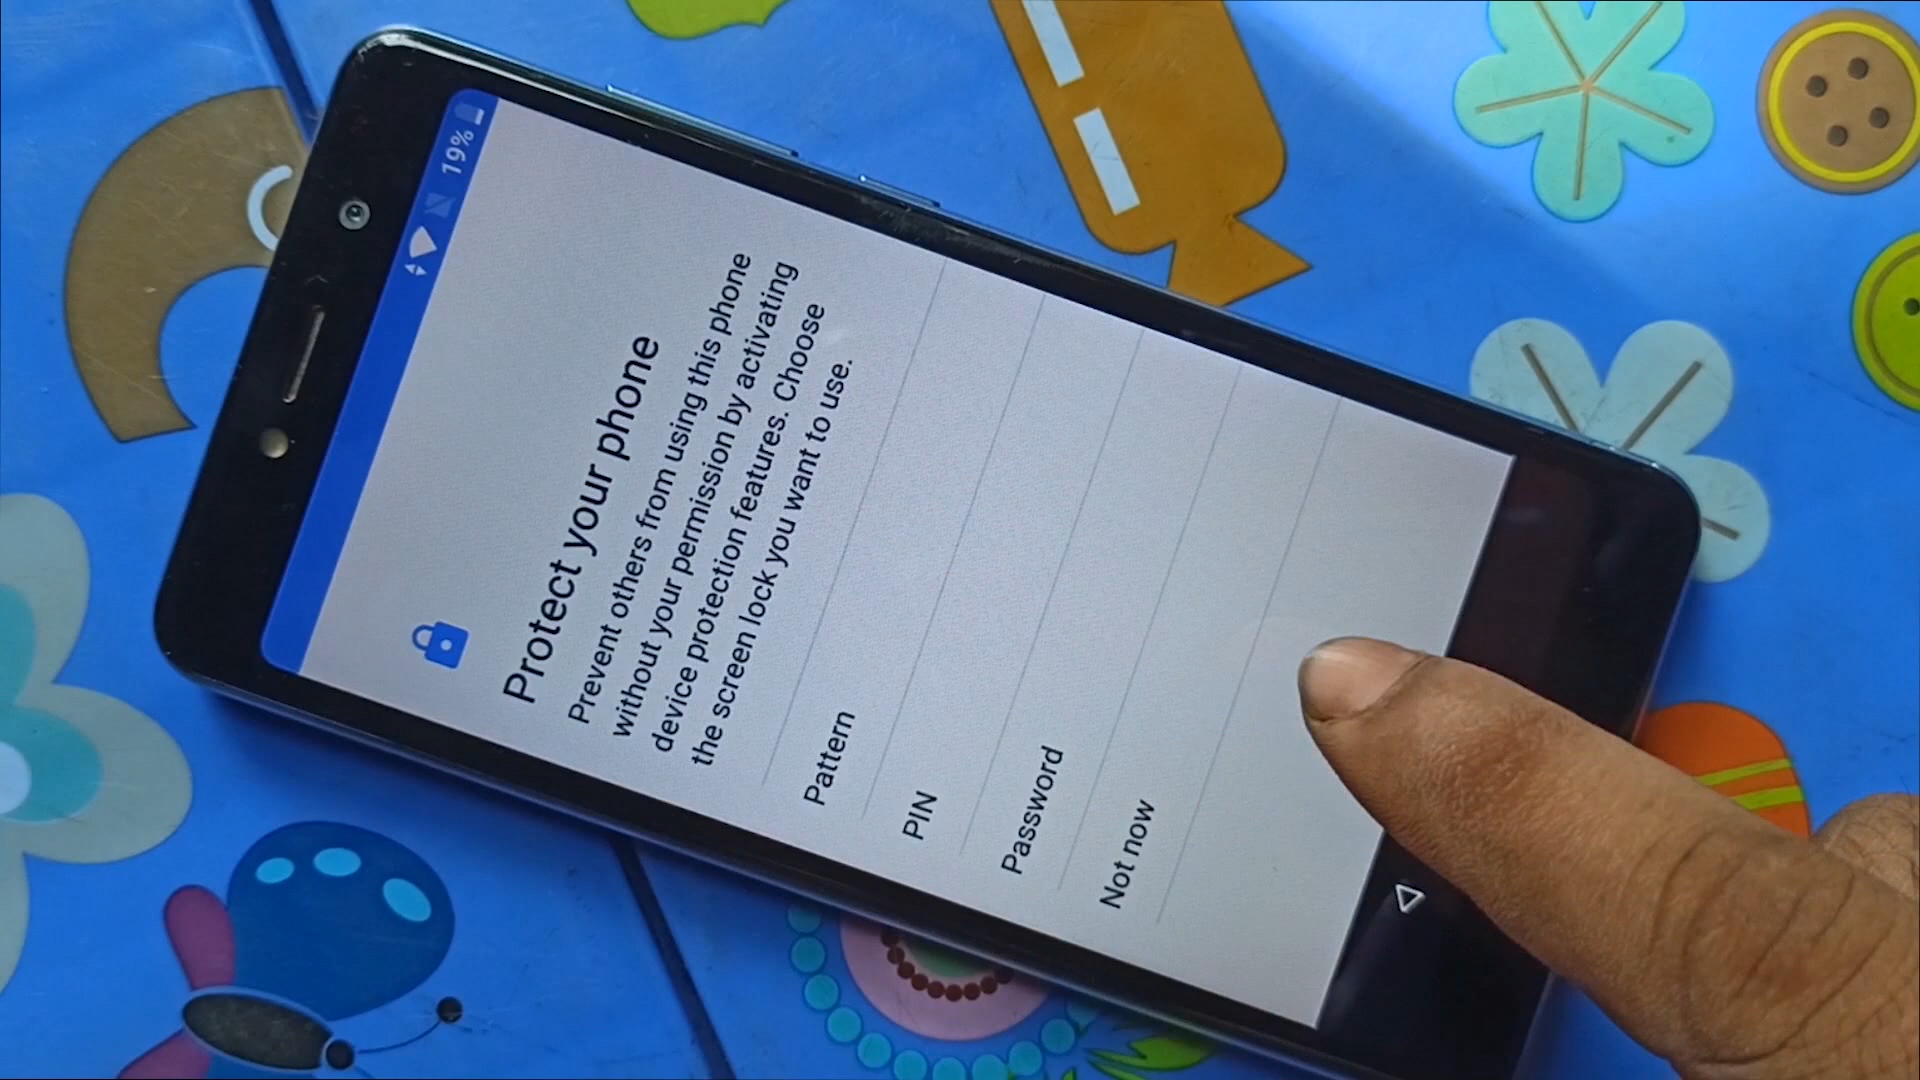 19%
Protect your phone
Prevent others from using this phone
without your permission by activating
device protection features. Choose
the screen lock you want to use.
Pattern
PIN
Password
Not now